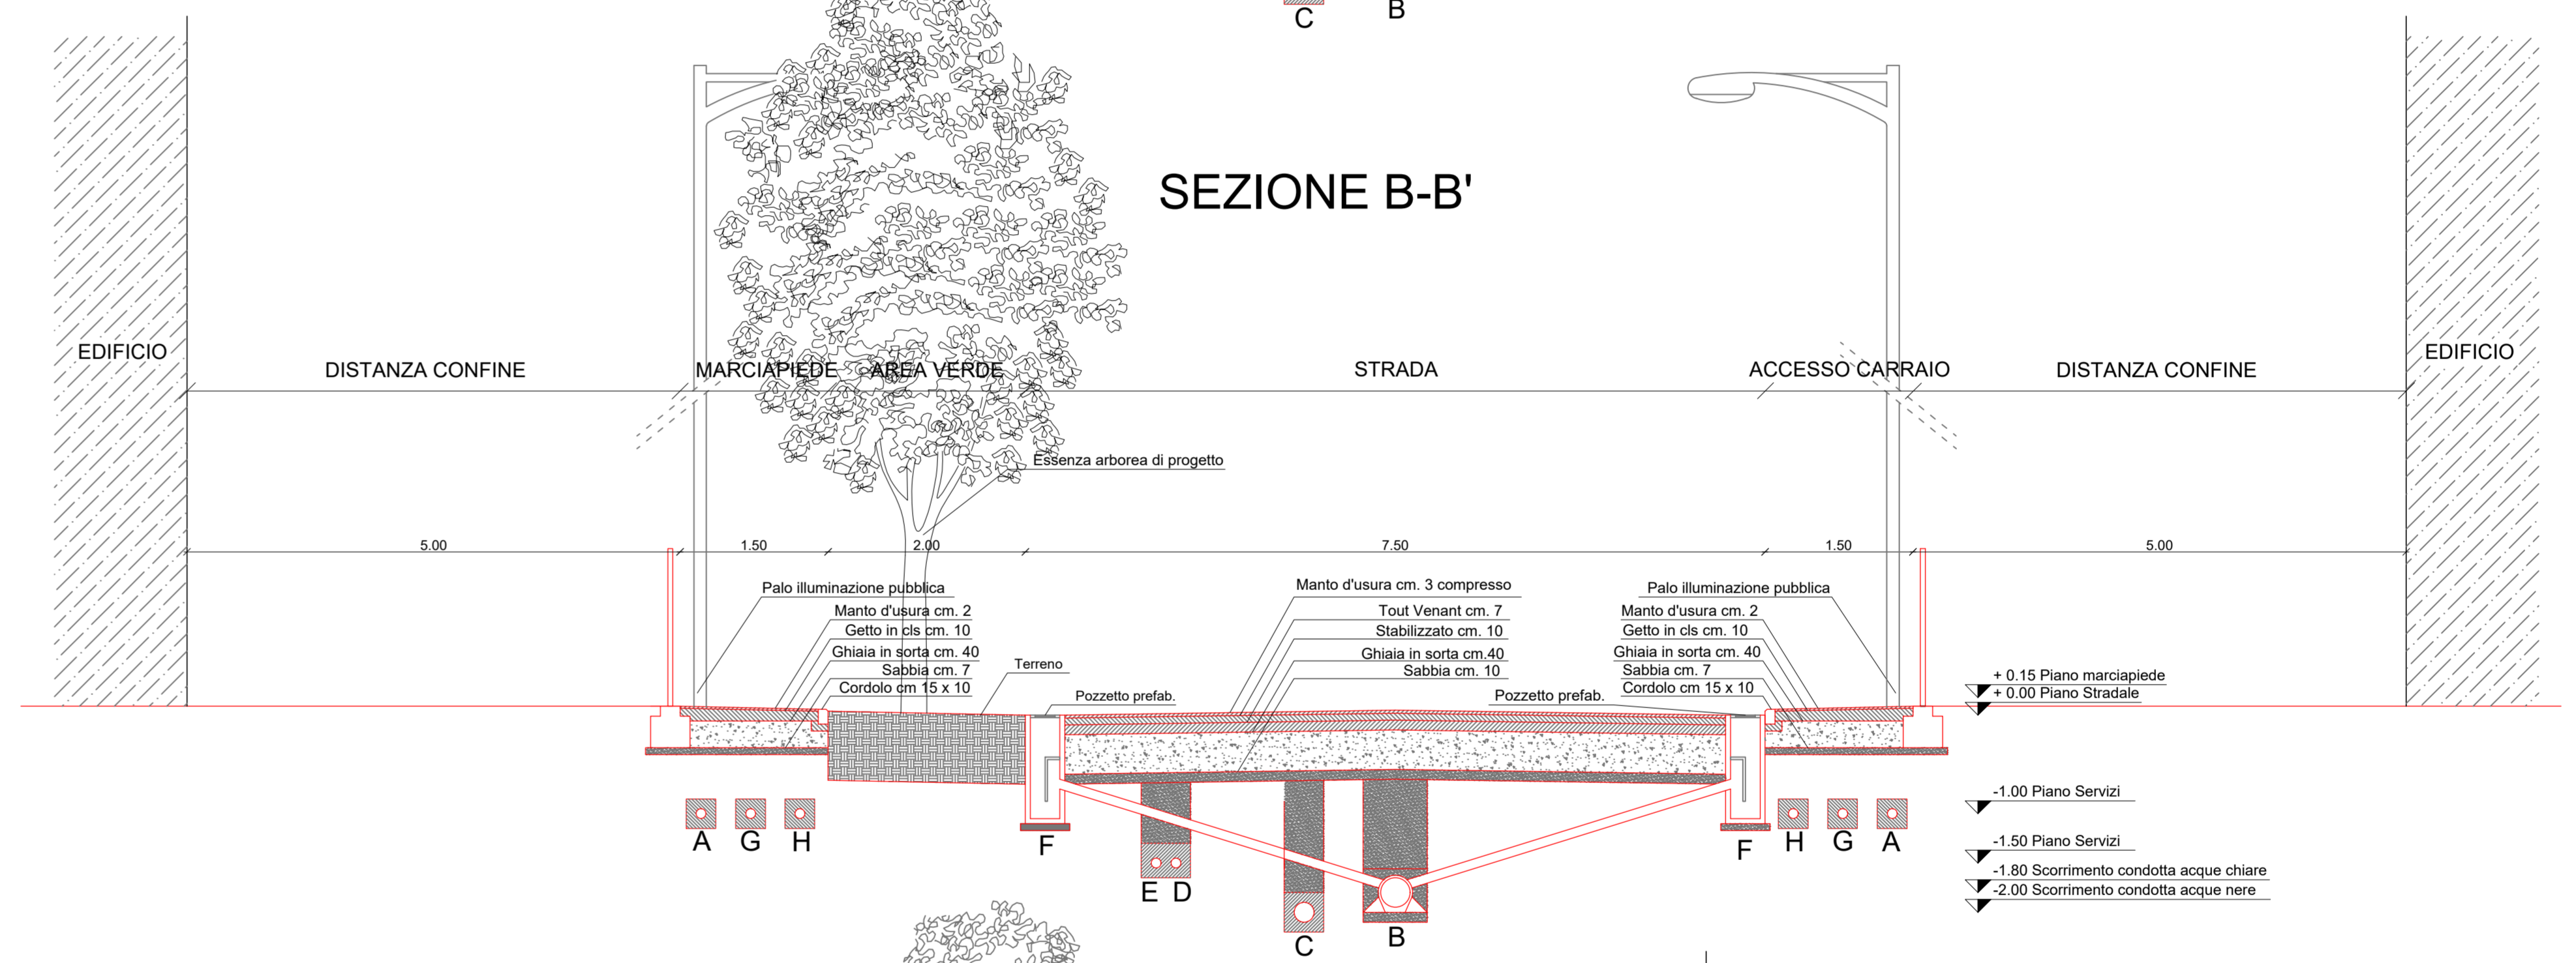 C B
SEZIONE B-B'
EDIFICIO DISTANZA CONFINE MARCIAPIEDE AREA VERDE STRADA ACCESSO CARRAIO DISTANZA CONFINE EDIFICIO
Essenza arborea di progetto
5.00 1.50 2.00 7.50 1.50 5.00
Palo illuminazione pubblica
Manto d'usura cm. 2
Getto in cls cm. 10
Ghiaia in sorta cm. 40
Sabbia cm. 7
Cordolo cm 15 x 10
Terreno
Pozzetto prefab.
Manto d'usura cm. 3 compresso
Tout Venant cm. 7
Stabilizzato cm. 10
Ghiaia in sorta cm.40
Sabbia cm. 10
Pozzetto prefab.
Palo illuminazione pubblica
Manto d'usura cm. 2
Getto in cls cm. 10
Ghiaia in sorta cm. 40
Sabbia cm. 7
Cordolo cm 15 x 10
+ 0.15 Piano marciapiede
+ 0.00 Piano Stradale
-1.00 Piano Servizi
-1.50 Piano Servizi
-1.80 Scorrimento condotta acque chiare
-2.00 Scorrimento condotta acque nere
A G H F F H G A
E D
C B